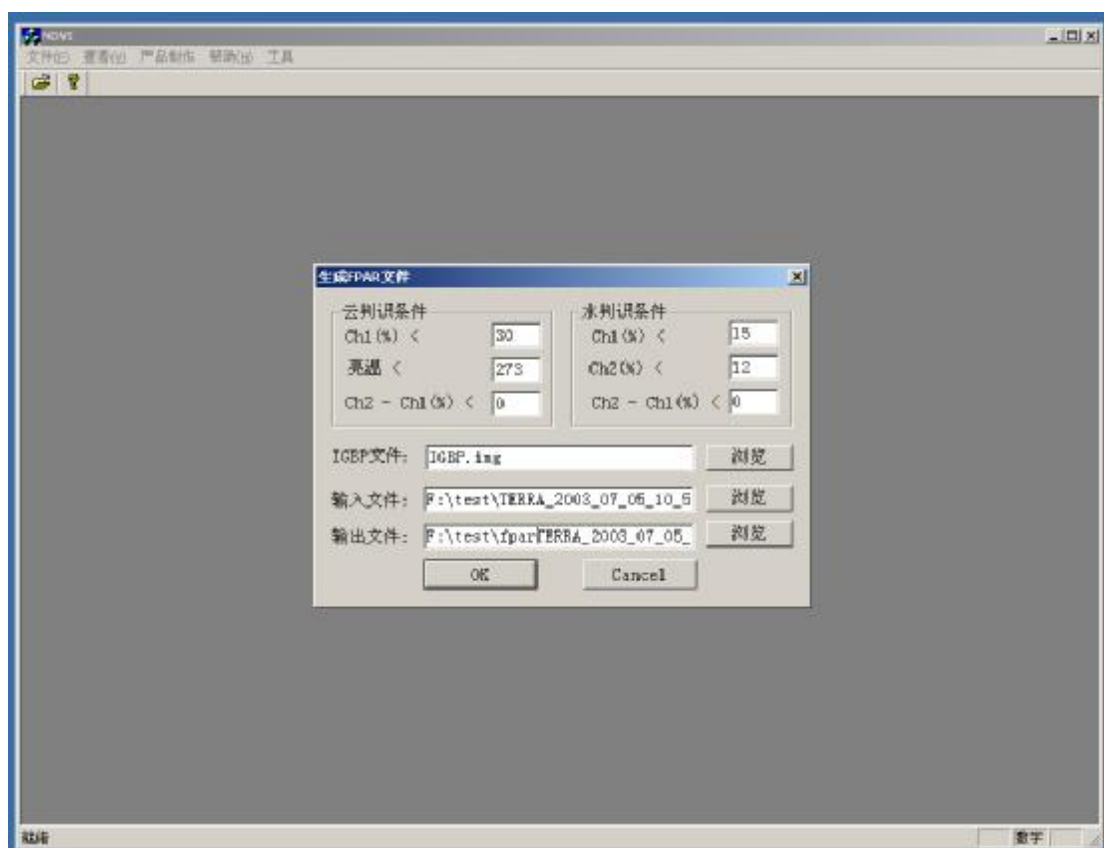 NDVI
文件(F) 查看(V) 产品制作 帮助(H) 工具
生成FPAR文件
云判识条件
Ch1(%) < 30
亮温 < 273
Ch2 - Ch1(%) < 0
水判识条件
Ch1(%) < 15
Ch2(%) < 12
Ch2 - Ch1(%) < 0
IGBP文件: IGBP.img 浏览
输入文件: F:\test\TERRA_2003_07_05_10_5 浏览
输出文件: F:\test\fparTERRA_2003_07_05_ 浏览
OK Cancel
就绪 数字